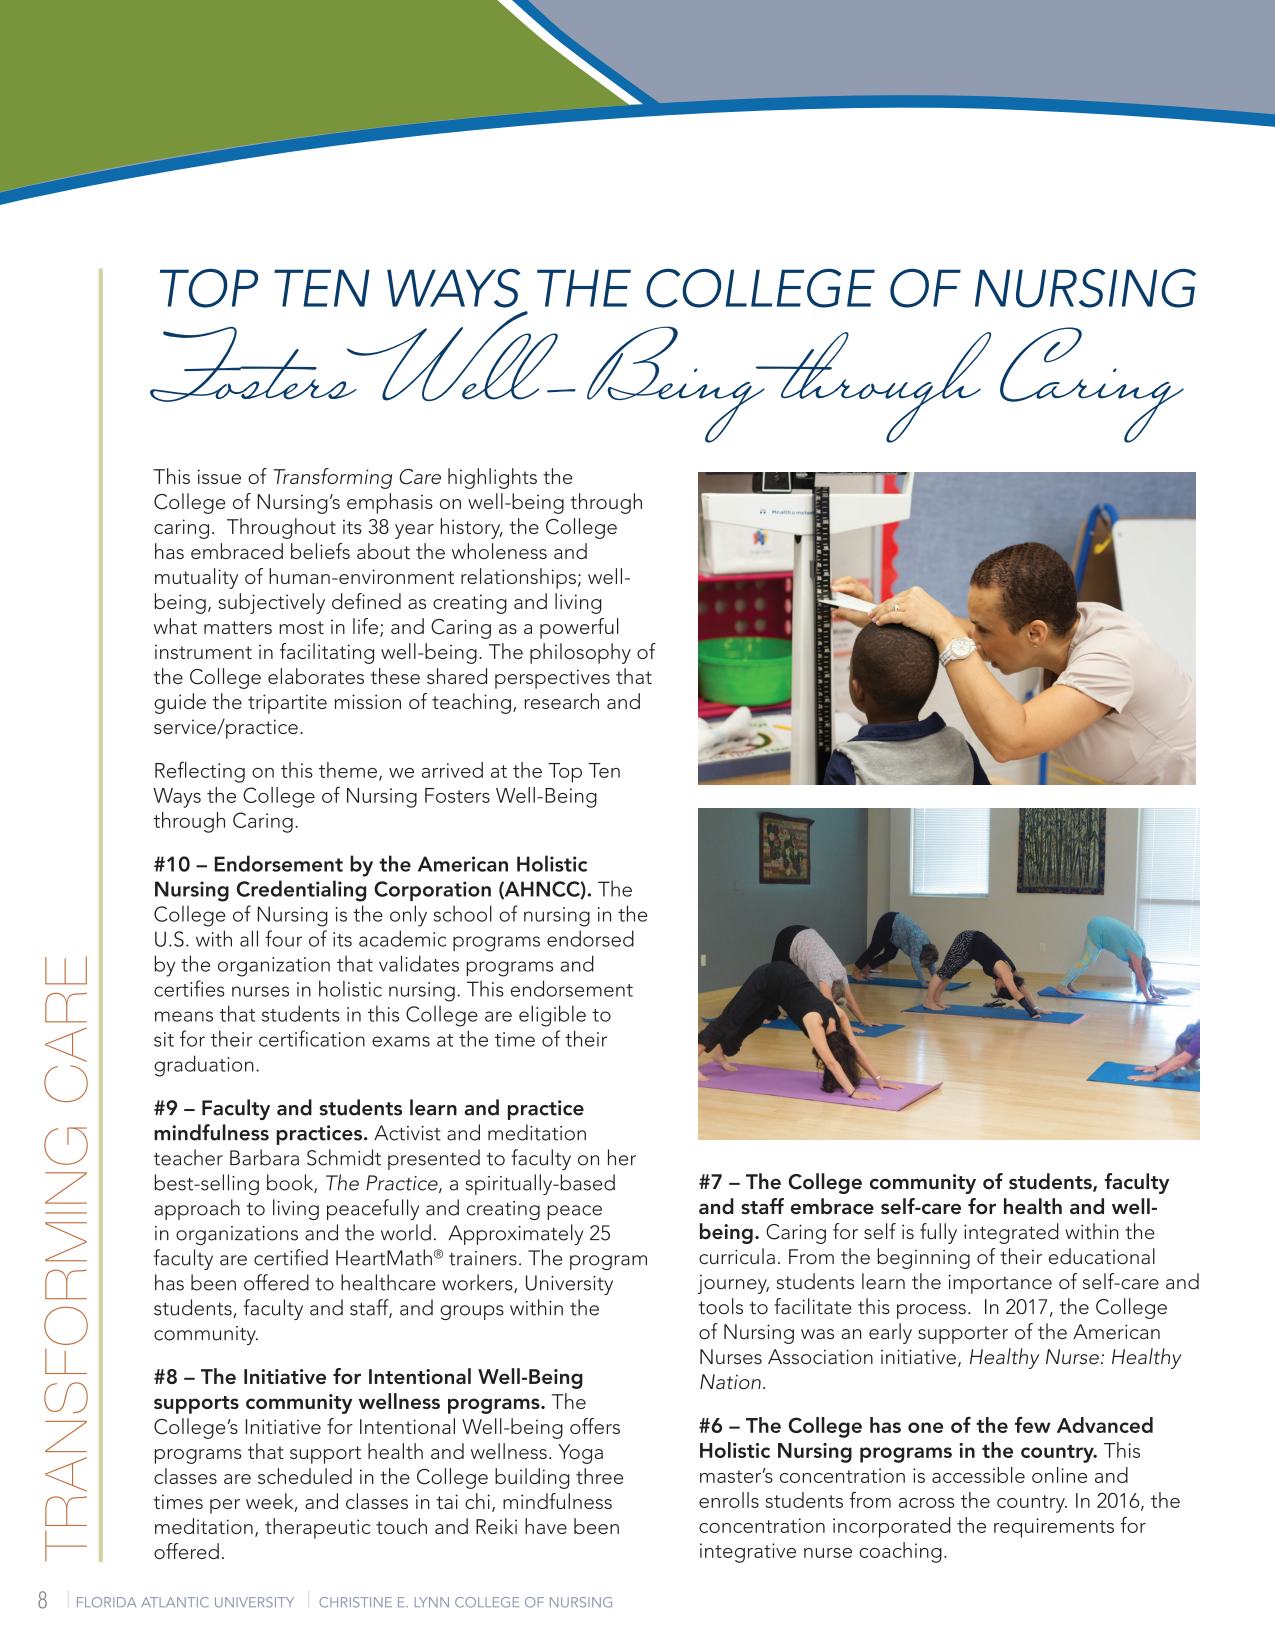 TOP TEN WAYS THE COLLEGE OF NURSING
Fosters Well-Being through Caring
This issue of Transforming Care highlights the
College of Nursing's emphasis on well-being through
caring.  Throughout its 38 year history, the College
has embraced beliefs about the wholeness and
mutuality of human-environment relationships; well-
being, subjectively defined as creating and living
what matters most in life; and Caring as a powerful
instrument in facilitating well-being. The philosophy of
the College elaborates these shared perspectives that
guide the tripartite mission of teaching, research and
service/practice.
Reflecting on this theme, we arrived at the Top Ten
Ways the College of Nursing Fosters Well-Being
through Caring.
#10 – Endorsement by the American Holistic
Nursing Credentialing Corporation (AHNCC). The
College of Nursing is the only school of nursing in the
U.S. with all four of its academic programs endorsed
by the organization that validates programs and
certifies nurses in holistic nursing. This endorsement
means that students in this College are eligible to
sit for their certification exams at the time of their
graduation.
#9 – Faculty and students learn and practice
mindfulness practices. Activist and meditation
teacher Barbara Schmidt presented to faculty on her
best-selling book, The Practice, a spiritually-based
approach to living peacefully and creating peace
in organizations and the world.  Approximately 25
faculty are certified HeartMath® trainers. The program
has been offered to healthcare workers, University
students, faculty and staff, and groups within the
community.
#8 – The Initiative for Intentional Well-Being
supports community wellness programs. The
College's Initiative for Intentional Well-being offers
programs that support health and wellness. Yoga
classes are scheduled in the College building three
times per week, and classes in tai chi, mindfulness
meditation, therapeutic touch and Reiki have been
offered.
Health o meter
#7 – The College community of students, faculty
and staff embrace self-care for health and well-
being. Caring for self is fully integrated within the
curricula. From the beginning of their educational
journey, students learn the importance of self-care and
tools to facilitate this process.  In 2017, the College
of Nursing was an early supporter of the American
Nurses Association initiative, Healthy Nurse: Healthy
Nation.
#6 – The College has one of the few Advanced
Holistic Nursing programs in the country. This
master's concentration is accessible online and
enrolls students from across the country. In 2016, the
concentration incorporated the requirements for
integrative nurse coaching.
TRANSFORMING CARE
8 FLORIDA ATLANTIC UNIVERSITY CHRISTINE E. LYNN COLLEGE OF NURSING